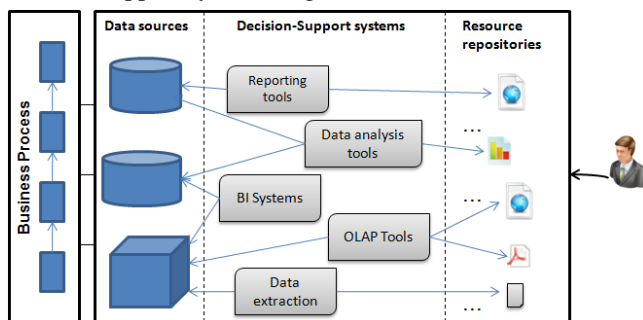 Business Process
Data sources
Decision-Support systems
Resource
repositories
Reporting
tools
...
Data analysis
tools
BI Systems
...
OLAP Tools
Data
extraction
...